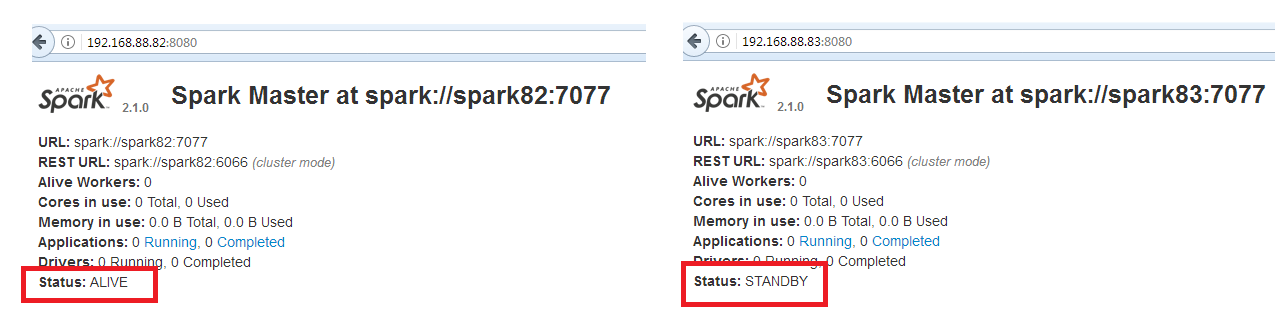 192.168.88.82:8080
APACHE
Spark 2.1.0
Spark Master at spark://spark82:7077
URL: spark://spark82:7077
REST URL: spark://spark82:6066 (cluster mode)
Alive Workers: 0
Cores in use: 0 Total, 0 Used
Memory in use: 0.0 B Total, 0.0 B Used
Applications: 0 Running, 0 Completed
Drivers: 0 Running, 0 Completed
Status: ALIVE
192.168.88.83:8080
APACHE
Spark 2.1.0
Spark Master at spark://spark83:7077
URL: spark://spark83:7077
REST URL: spark://spark83:6066 (cluster mode)
Alive Workers: 0
Cores in use: 0 Total, 0 Used
Memory in use: 0.0 B Total, 0.0 B Used
Applications: 0 Running, 0 Completed
Drivers: 0 Running, 0 Completed
Status: STANDBY